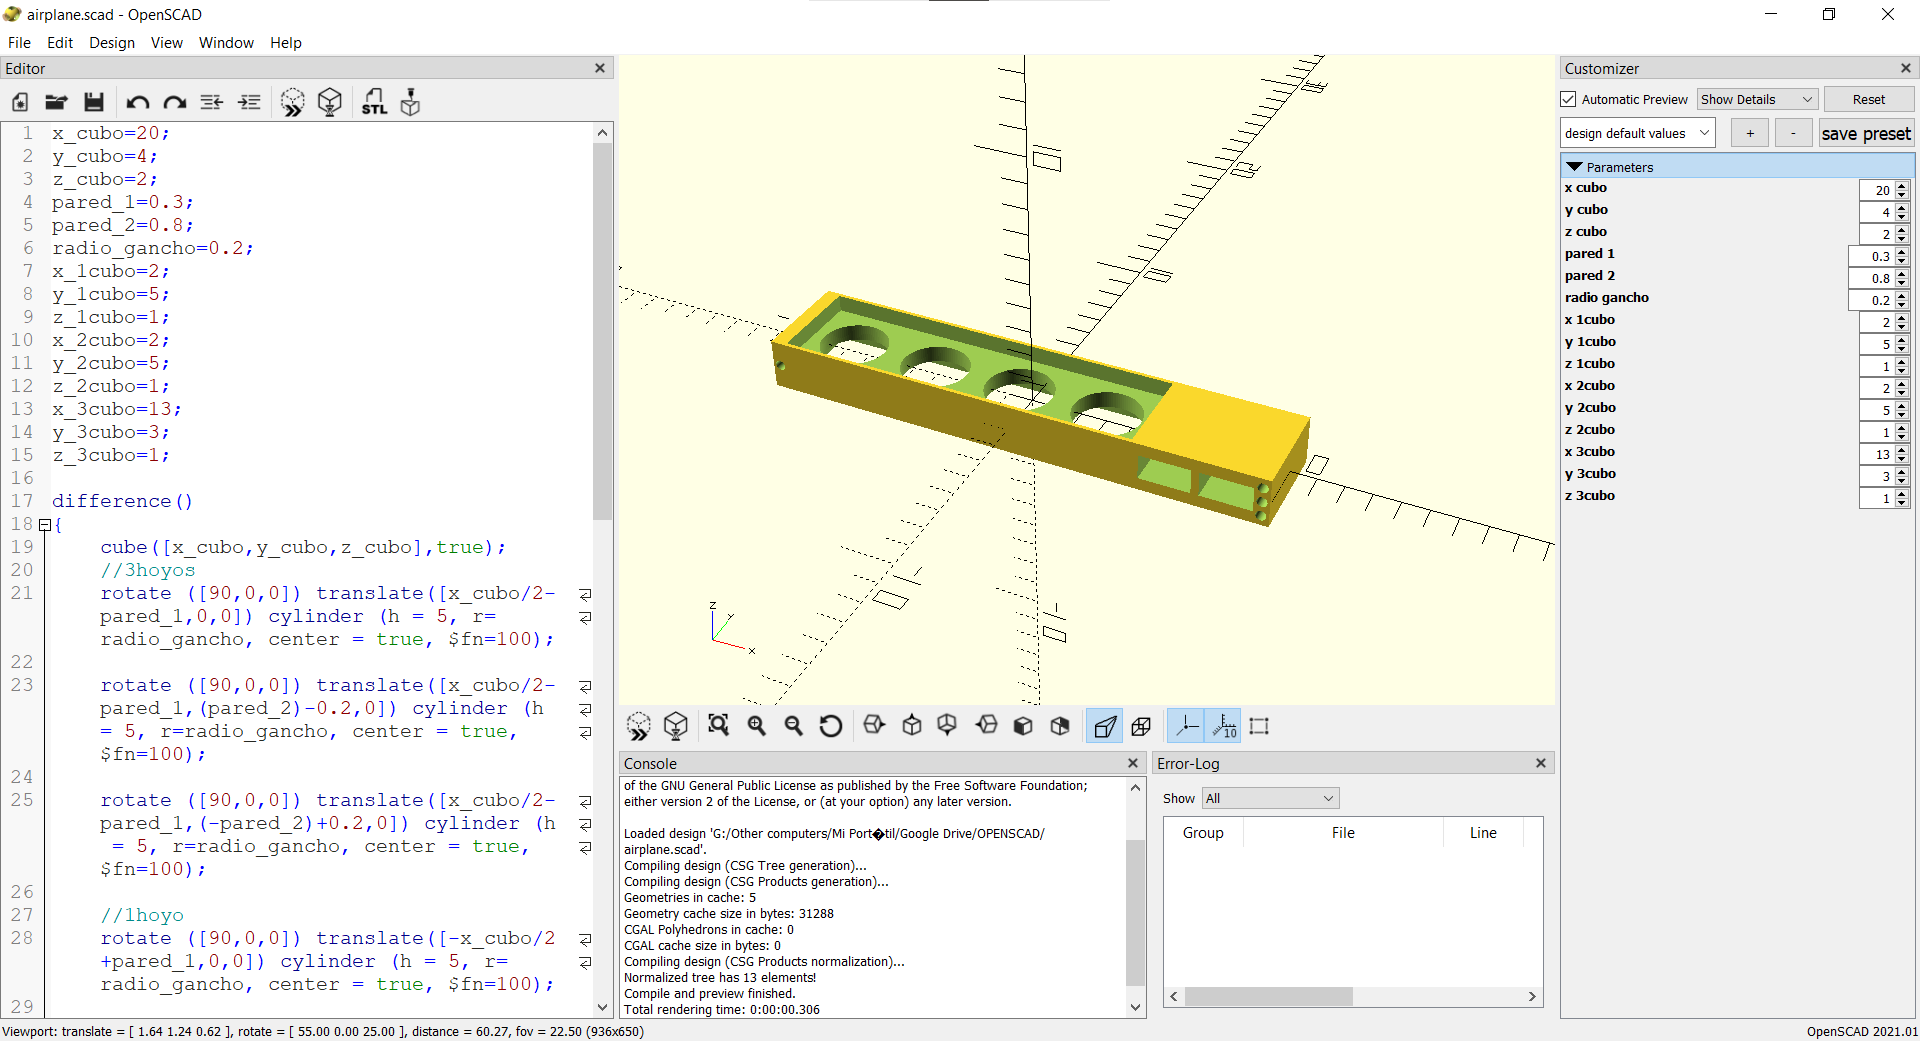 airplane.scad - OpenSCAD
File Edit Design View Window Help
Editor
STL
1 x_cubo=20;
2 y_cubo=4;
3 z_cubo=2;
4 pared_1=0.3;
5 pared_2=0.8;
6 radio_gancho=0.2;
7 x_1cubo=2;
8 y_1cubo=5;
9 z_1cubo=1;
10 x_2cubo=2;
11 y_2cubo=5;
12 z_2cubo=1;
13 x_3cubo=13;
14 y_3cubo=3;
15 z_3cubo=1;
16
17 difference()
18 {
19 cube([x_cubo,y_cubo,z_cubo],true);
20 //3hoyos
21 rotate ([90,0,0]) translate([x_cubo/2-
pared_1,0,0]) cylinder (h = 5, r=
radio_gancho, center = true, $fn=100);
22
23 rotate ([90,0,0]) translate([x_cubo/2-
pared_1,(pared_2)-0.2,0]) cylinder (h
= 5, r=radio_gancho, center = true,
$fn=100);
24
25 rotate ([90,0,0]) translate([x_cubo/2-
pared_1,(-pared_2)+0.2,0]) cylinder (h
= 5, r=radio_gancho, center = true,
$fn=100);
26
27 //1hoyo
28 rotate ([90,0,0]) translate([-x_cubo/2
+pared_1,0,0]) cylinder (h = 5, r=
radio_gancho, center = true, $fn=100);
29
z
y
x
10
Console
of the GNU General Public License as published by the Free Software Foundation;
either version 2 of the License, or (at your option) any later version.
Loaded design 'G:/Other computers/Mi Port�til/Google Drive/OPENSCAD/
airplane.scad'.
Compiling design (CSG Tree generation)...
Compiling design (CSG Products generation)...
Geometries in cache: 5
Geometry cache size in bytes: 31288
CGAL Polyhedrons in cache: 0
CGAL cache size in bytes: 0
Compiling design (CSG Products normalization)...
Normalized tree has 13 elements!
Compile and preview finished.
Total rendering time: 0:00:00.306
Error-Log
Show All
Group File Line
Customizer
Automatic Preview Show Details Reset
design default values + - save preset
Parameters
x cubo 20
y cubo 4
z cubo 2
pared 1 0.3
pared 2 0.8
radio gancho 0.2
x 1cubo 2
y 1cubo 5
z 1cubo 1
x 2cubo 2
y 2cubo 5
z 2cubo 1
x 3cubo 13
y 3cubo 3
z 3cubo 1
Viewport: translate = [ 1.64 1.24 0.62 ], rotate = [ 55.00 0.00 25.00 ], distance = 60.27, fov = 22.50 (936x650)
OpenSCAD 2021.01